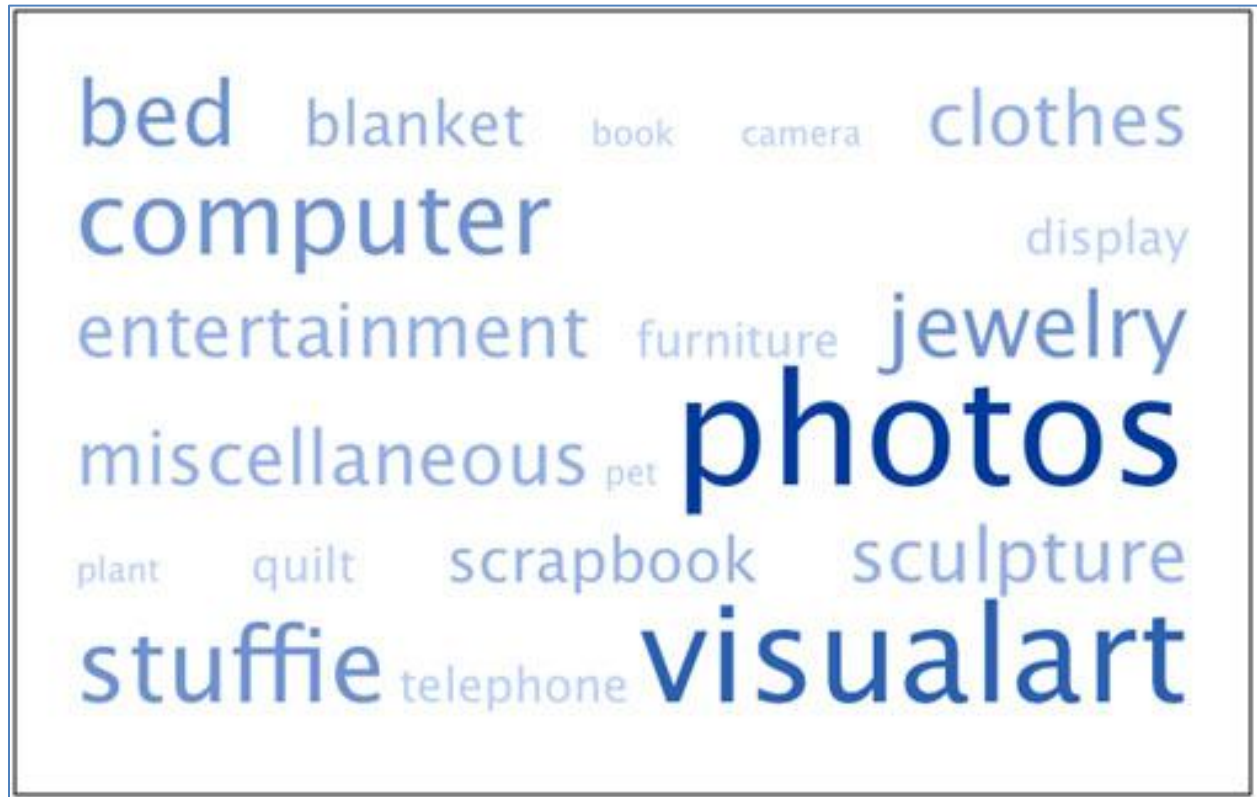 bed blanket book camera clothes
computer display
entertainment furniture jewelry
miscellaneous pet photos
plant quilt scrapbook sculpture
stuffie telephone visualart